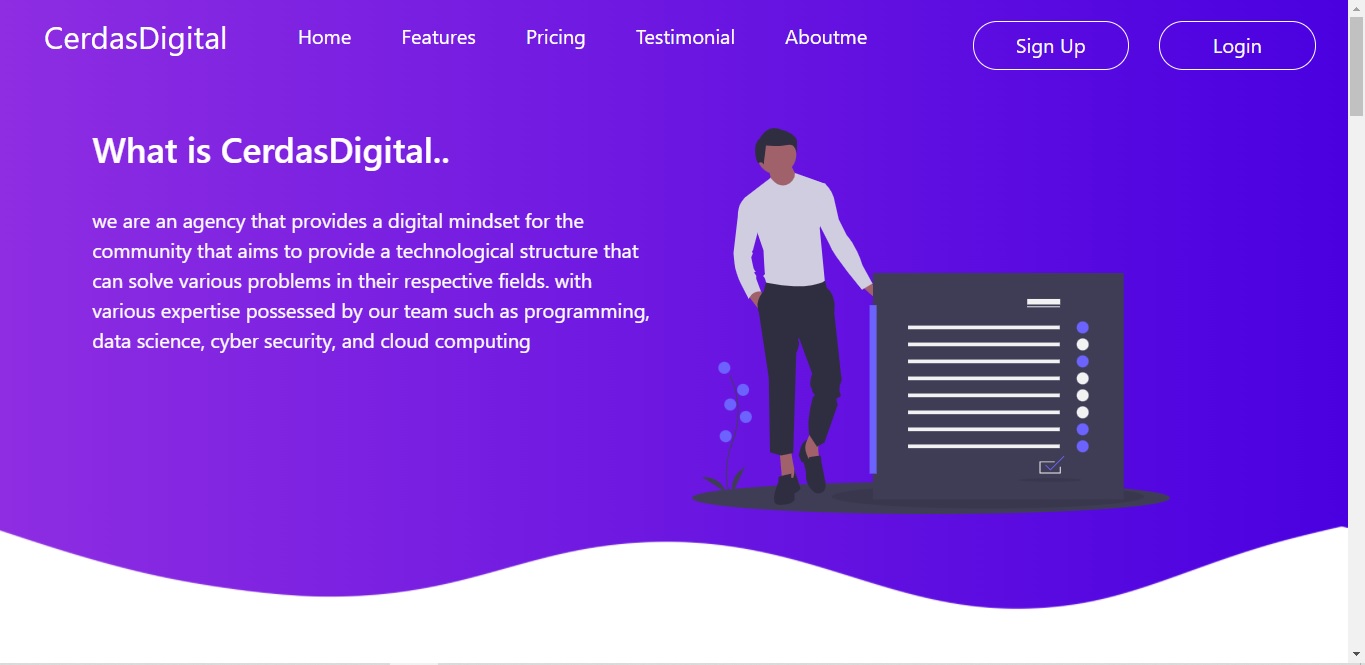 CerdasDigital Home Features Pricing Testimonial Aboutme Sign Up Login
What is CerdasDigital..
we are an agency that provides a digital mindset for the
community that aims to provide a technological structure that
can solve various problems in their respective fields. with
various expertise possessed by our team such as programming,
data science, cyber security, and cloud computing